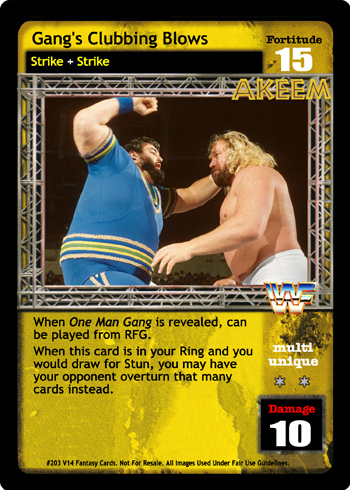 Gang's Clubbing Blows
Fortitude
15
Strike + Strike
AKEEM
WF
When One Man Gang is revealed, can
be played from RFG.
When this card is in your Ring and you
would draw for Stun, you may have
your opponent overturn that many
cards instead.
multi
unique
Damage
10
#203 V14 Fantasy Cards. Not For Resale. All Images Used Under Fair Use Guidelines.